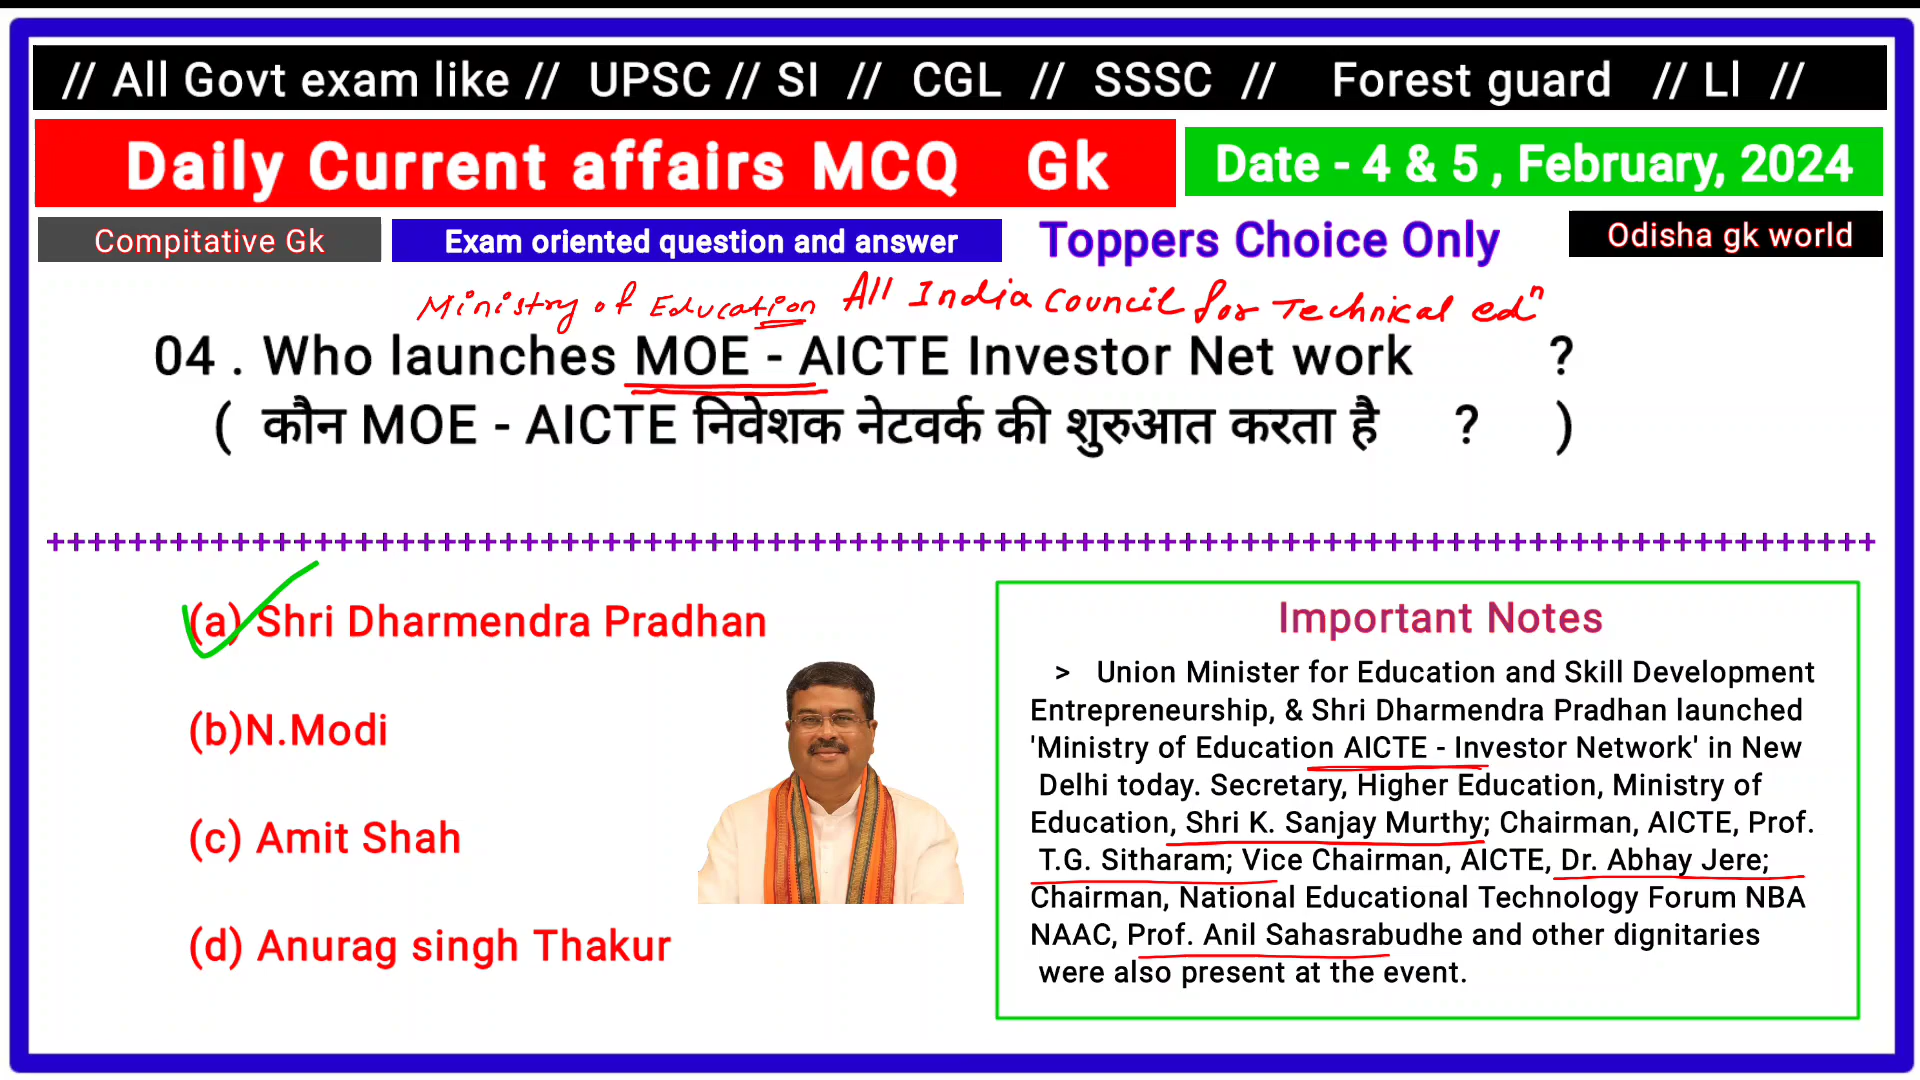 // All Govt exam like // UPSC // SI // CGL // SSSC // Forest guard // Ll //
Daily Current affairs MCQ Gk
Date - 4 & 5 , February, 2024
Compitative Gk
Exam oriented question and answer
Toppers Choice Only
Odisha gk world
Ministry of Education All India Council for Technical edⁿ
04 . Who launches MOE - AICTE Investor Net work ?
( कौन MOE - AICTE निवेशक नेटवर्क की शुरुआत करता है ? )
++++++++++++++++++++++++++++++++++++++++++++++++++++++++++++++++++++++++++++++++++++++++
(a) Shri Dharmendra Pradhan
(b)N.Modi
(c) Amit Shah
(d) Anurag singh Thakur
Important Notes
> Union Minister for Education and Skill Development
Entrepreneurship, & Shri Dharmendra Pradhan launched
'Ministry of Education AICTE - Investor Network' in New
Delhi today. Secretary, Higher Education, Ministry of
Education, Shri K. Sanjay Murthy; Chairman, AICTE, Prof.
T.G. Sitharam; Vice Chairman, AICTE, Dr. Abhay Jere;
Chairman, National Educational Technology Forum NBA
NAAC, Prof. Anil Sahasrabudhe and other dignitaries
were also present at the event.